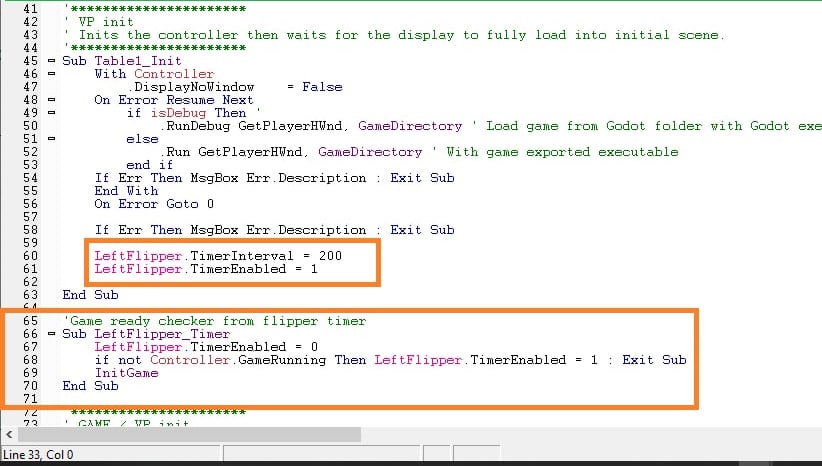 41 '**********************
42 ' VP init
43 ' Inits the controller then waits for the display to fully load into initial scene.
44 '**********************
45 Sub Table1_Init
46 With Controller
47 .DisplayNoWindow = False
48 On Error Resume Next
49 if isDebug Then '
50 .RunDebug GetPlayerHWnd, GameDirectory ' Load game from Godot folder with Godot exe
51 else
52 .Run GetPlayerHWnd, GameDirectory ' With game exported executable
53 end if
54 If Err Then MsgBox Err.Description : Exit Sub
55 End With
56 On Error Goto 0
57
58 If Err Then MsgBox Err.Description : Exit Sub
59
60 LeftFlipper.TimerInterval = 200
61 LeftFlipper.TimerEnabled = 1
62
63 End Sub
64
65 'Game ready checker from flipper timer
66 Sub LeftFlipper_Timer
67 LeftFlipper.TimerEnabled = 0
68 if not Controller.GameRunning Then LeftFlipper.TimerEnabled = 1 : Exit Sub
69 InitGame
70 End Sub
71
72 '**********************
73 ' GAME / VP init
Line 33, Col 0